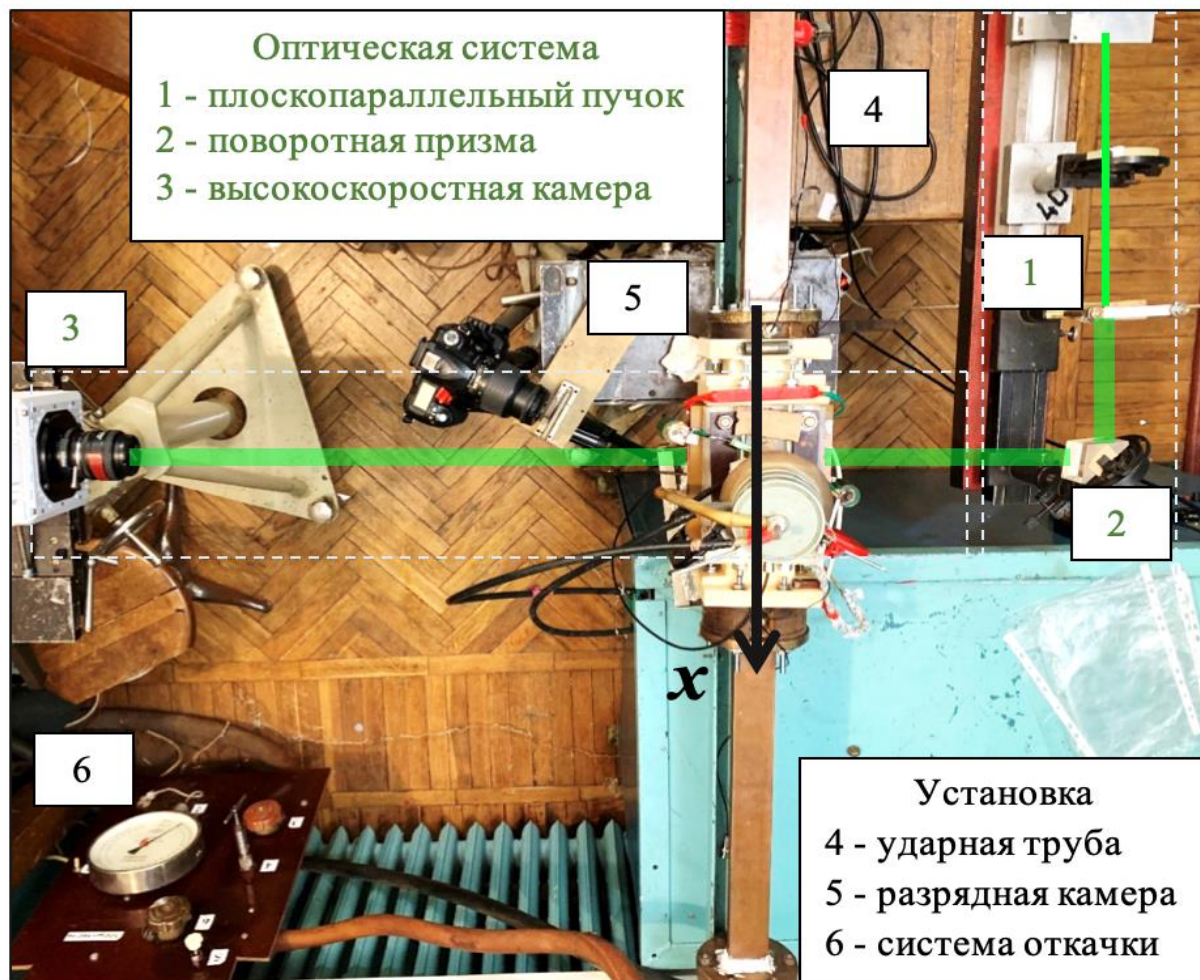 Оптическая система
1 - плоскопараллельный пучок
2 - поворотная призма
3 - высокоскоростная камера
4
40
1
5
3
2
x
6
Установка
4 - ударная труба
5 - разрядная камера
6 - система откачки